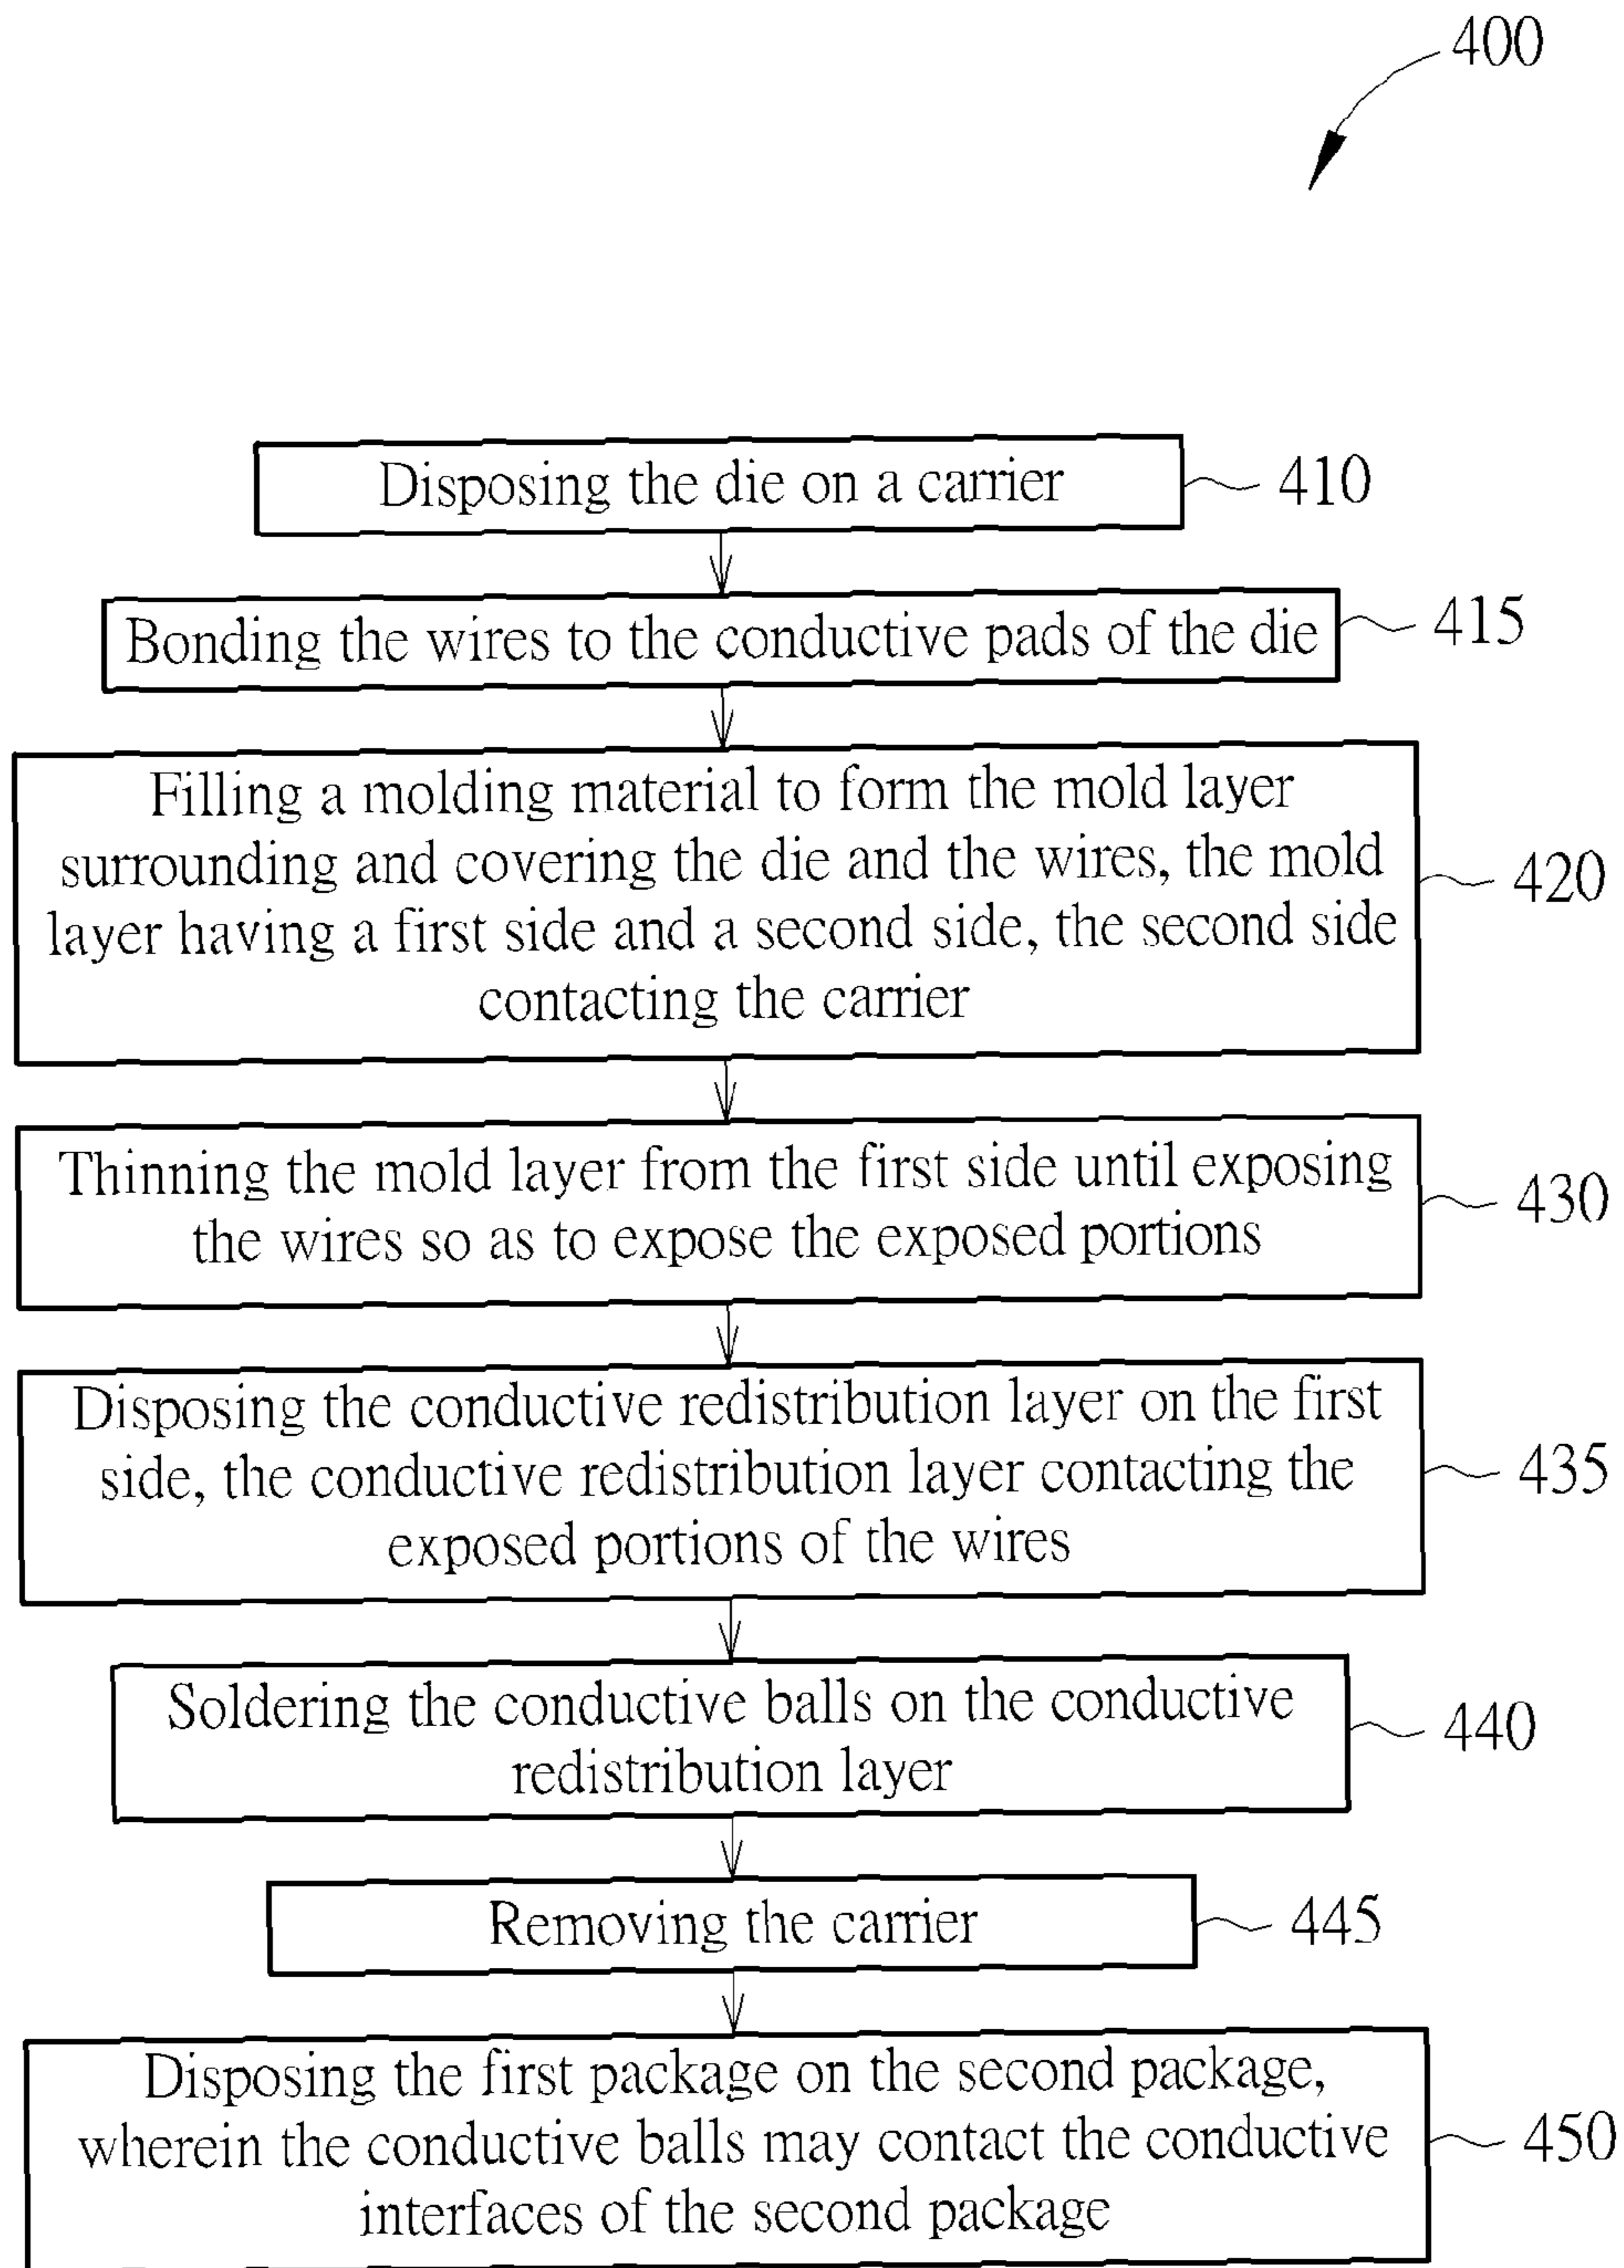 400
Disposing the die on a carrier
410
Bonding the wires to the conductive pads of the die
415
Filling a molding material to form the mold layer
surrounding and covering the die and the wires, the mold
layer having a first side and a second side, the second side
contacting the carrier
420
Thinning the mold layer from the first side until exposing
the wires so as to expose the exposed portions
430
Disposing the conductive redistribution layer on the first
side, the conductive redistribution layer contacting the
exposed portions of the wires
435
Soldering the conductive balls on the conductive
redistribution layer
440
Removing the carrier
445
Disposing the first package on the second package,
wherein the conductive balls may contact the conductive
interfaces of the second package
450